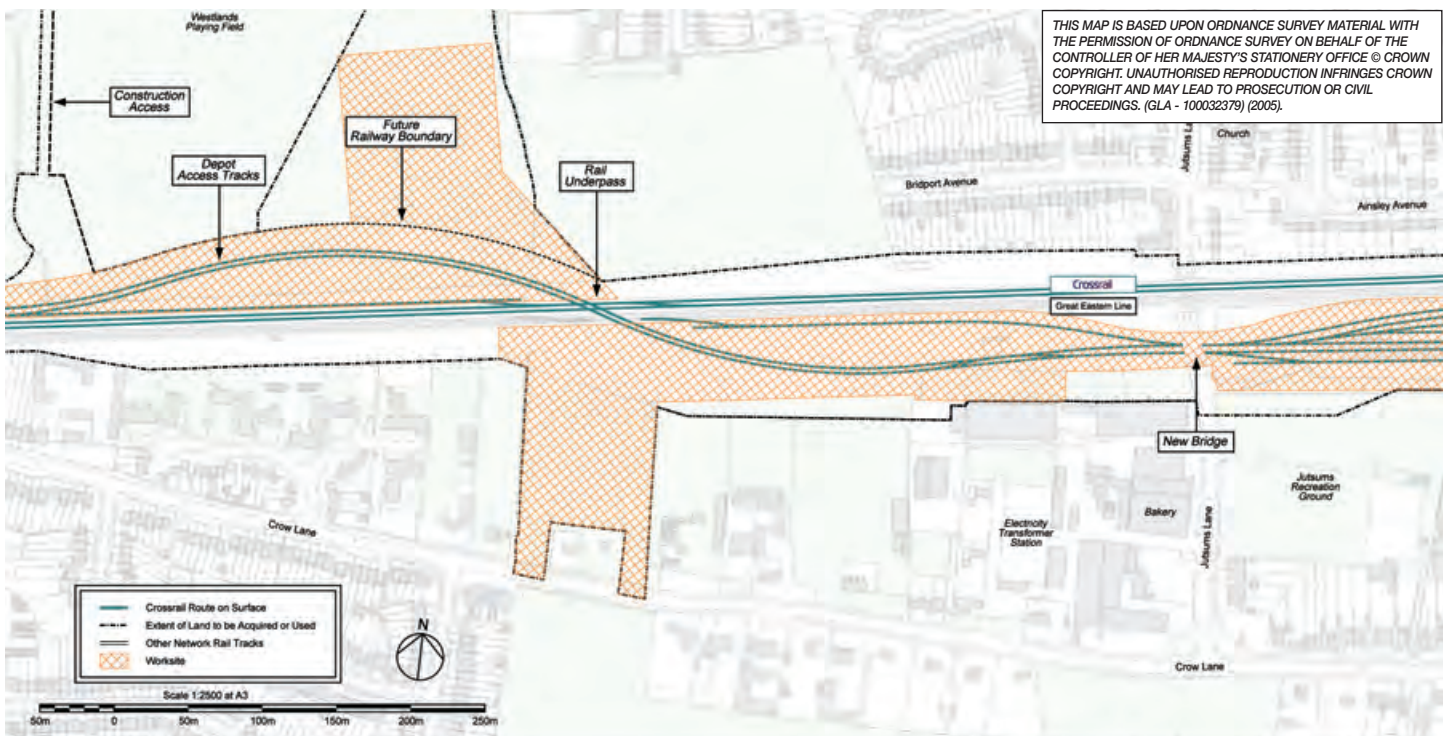 Westlands
Playing Field
THIS MAP IS BASED UPON ORDNANCE SURVEY MATERIAL WITH
THE PERMISSION OF ORDNANCE SURVEY ON BEHALF OF THE
CONTROLLER OF HER MAJESTY'S STATIONERY OFFICE © CROWN
COPYRIGHT. UNAUTHORISED REPRODUCTION INFRINGES CROWN
COPYRIGHT AND MAY LEAD TO PROSECUTION OR CIVIL
PROCEEDINGS. (GLA - 100032379) (2005).
Construction
Access
Future
Railway Boundary
Depot
Access Tracks
Rail
Underpass
Jutsums La
Church
Bridport Avenue
Ainsley Avenue
Crossrail
Great Eastern Line
New Bridge
Jutsums
Recreation
Ground
Bakery
Electricity
Transformer
Station
Jutsums Lane
Crow Lane
Crow Lane
Crossrail Route on Surface
Extent of Land to be Acquired or Used
Other Network Rail Tracks
Worksite
N
Scale 1:2500 at A3
50m 0 50m 100m 150m 200m 250m